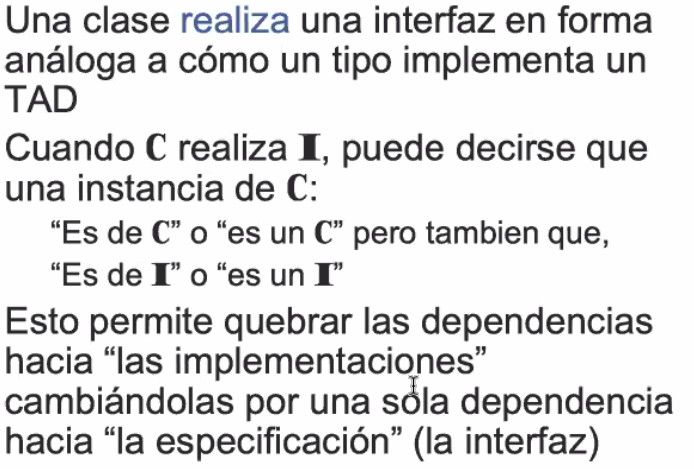 Una clase realiza una interfaz en forma
análoga a cómo un tipo implementa un
TAD
Cuando C realiza I, puede decirse que
una instancia de C:
“Es de C” o “es un C” pero tambien que,
“Es de I” o “es un I”
Esto permite quebrar las dependencias
hacia “las implementaciones”
cambiándolas por una sola dependencia
hacia “la especificación” (la interfaz)